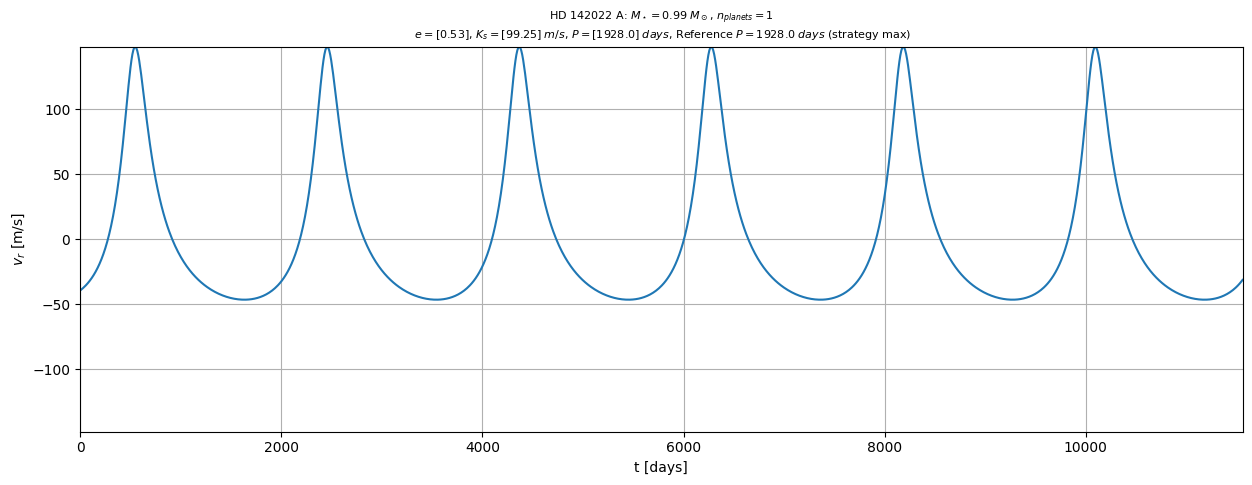 HD 142022 A: $M_\star = 0.99\ M_\odot$, $n_{planets} = 1$
$e = [0.53]$, $K_s = [99.25]\ m/s$, $P = [1928.0]\ days$, Reference $P = 1928.0\ days$ (strategy max)
100
50
0
−50
−100
$v_r$ [m/s]
0 2000 4000 6000 8000 10000
t [days]